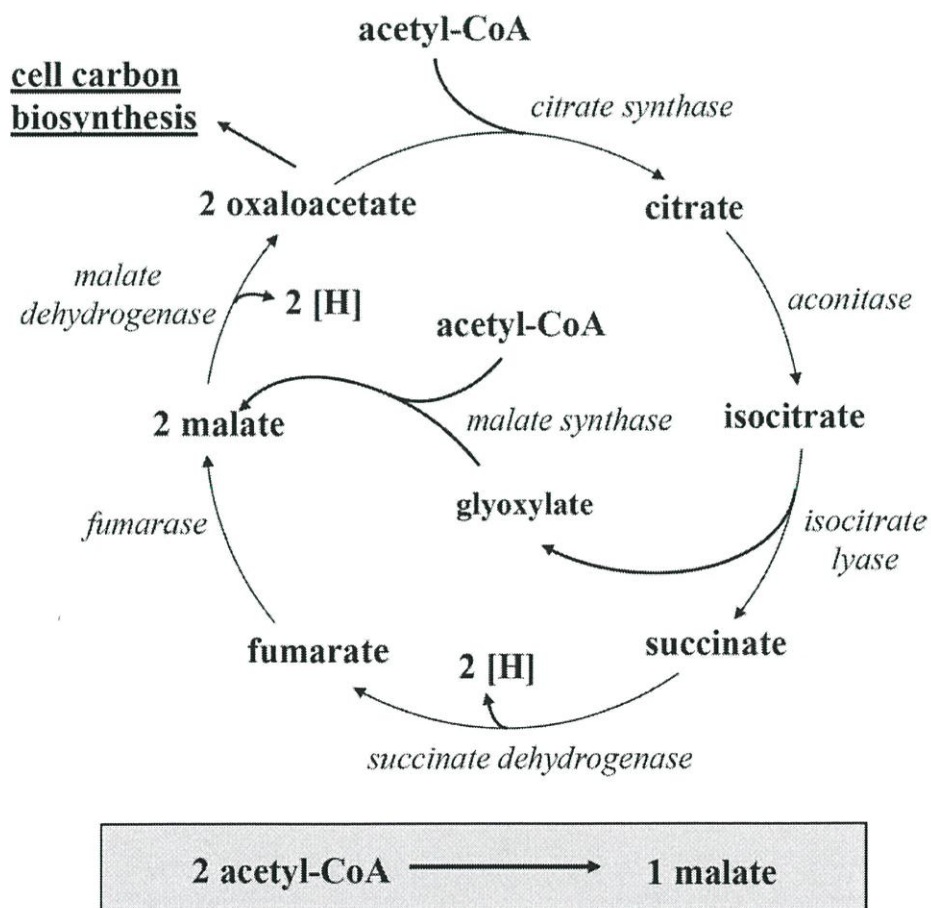 acetyl-CoA
cell carbon
biosynthesis
citrate synthase
2 oxaloacetate
citrate
malate
dehydrogenase
2 [H]
aconitase
acetyl-CoA
2 malate
malate synthase
isocitrate
glyoxylate
fumarase
isocitrate
lyase
fumarate
2 [H]
succinate
succinate dehydrogenase
2 acetyl-CoA
1 malate